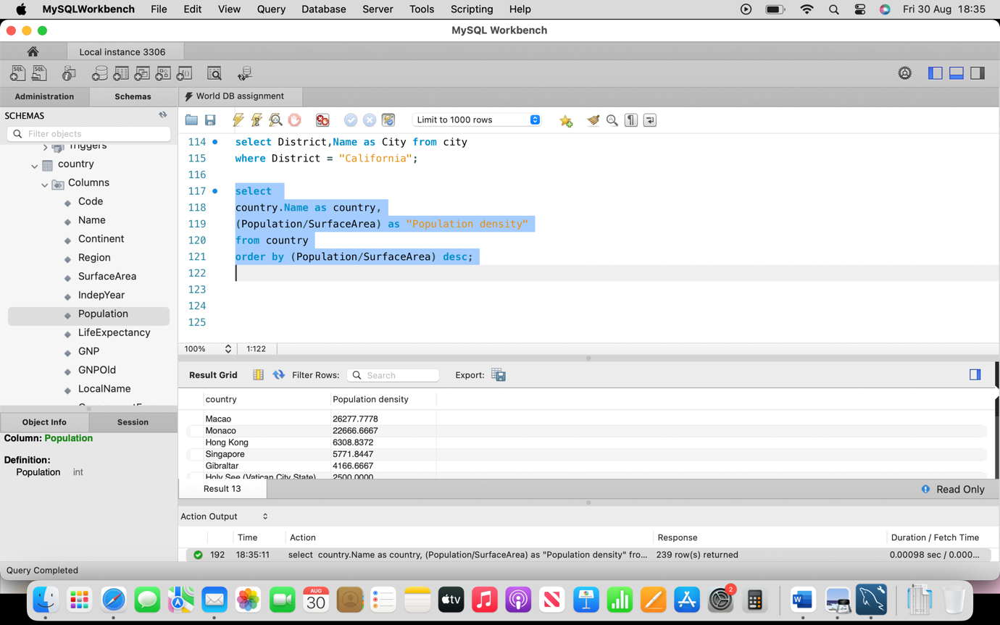 MySQLWorkbench File Edit View Query Database Server Tools Scripting Help Fri 30 Aug 18:35
MySQL Workbench
Local instance 3306
Administration Schemas World DB assignment
SCHEMAS
Filter objects
Limit to 1000 rows
Triggers
country
Columns
Code
Name
Continent
Region
SurfaceArea
IndepYear
Population
LifeExpectancy
GNP
GNPOld
LocalName
114 select District,Name as City from city
115 where District = "California";
116
117 select
118 country.Name as country,
119 (Population/SurfaceArea) as "Population density"
120 from country
121 order by (Population/SurfaceArea) desc;
122
123
124
125
100% 1:122
Result Grid Filter Rows: Search Export:
country Population density
Macao 26277.7778
Monaco 22666.6667
Hong Kong 6308.8372
Singapore 5771.8447
Gibraltar 4166.6667
Holy See (Vatican City State) 2500.0000
Result 13 Read Only
Object Info Session
Column: Population
Definition:
Population int
Action Output
Time Action Response Duration / Fetch Time
192 18:35:11 select country.Name as country, (Population/SurfaceArea) as "Population density" fro... 239 row(s) returned 0.00098 sec / 0.000...
Query Completed
AUG
30
tv
2
W